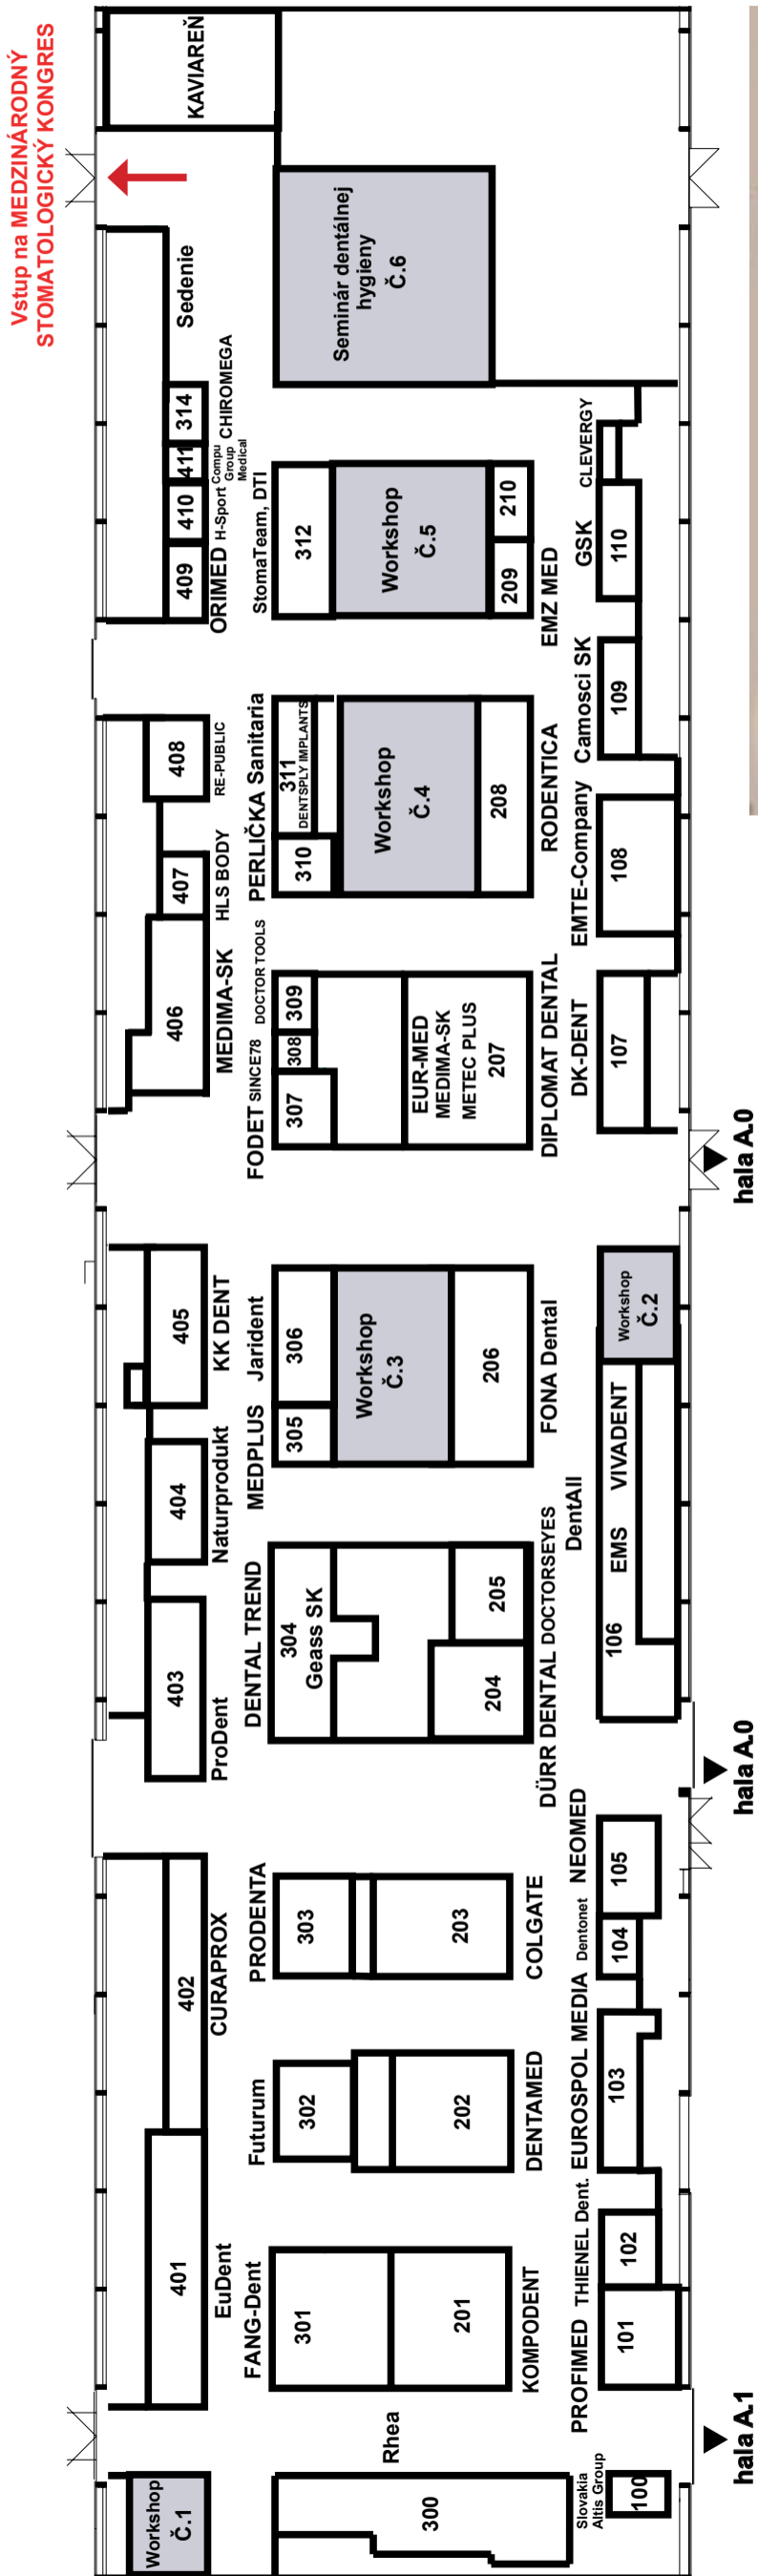 Vstup na MEDZINÁRODNÝ
STOMATOLOGICKÝ KONGRES
KAVIAREŇ
Sedenie
Seminár dentálnej
hygieny
Č.6
314
CHIROMEGA
411
Compu
Group
Medical
410
H-Sport
409
ORIMED
StomaTeam, DTI
312
Workshop
Č.5
210
209
EMZ MED
CLEVERGY
GSK
110
408
RE-PUBLIC
407
HLS BODY
406
MEDIMA-SK
PERLIČKA Sanitaria
311
DENTSPLY IMPLANTS
310
Workshop
Č.4
208
RODENTICA
Camosci SK
109
EMTE-Company
108
DOCTOR TOOLS
309
SINCE78
308
FODET
307
EUR-MED
MEDIMA-SK
METEC PLUS
207
DIPLOMAT DENTAL
DK-DENT
107
hala A.0
405
KK DENT
404
Naturprodukt
403
ProDent
Jarident
306
MEDPLUS
305
Workshop
Č.3
206
FONA Dental
Workshop
Č.2
DENTAL TREND
304
Geass SK
205
204
DÜRR DENTAL
DOCTORSEYES
DentAll
106
EMS
VIVADENT
hala A.0
402
CURAPROX
401
EuDent
PRODENTA
303
203
COLGATE
NEOMED
105
Dentonet
104
Futurum
302
202
DENTAMED
EUROSPOL MEDIA
103
FANG-Dent
301
201
KOMPODENT
THIENEL Dent.
102
PROFIMED
101
Workshop
Č.1
Rhea
300
Slovakia
Altis Group
100
hala A.1